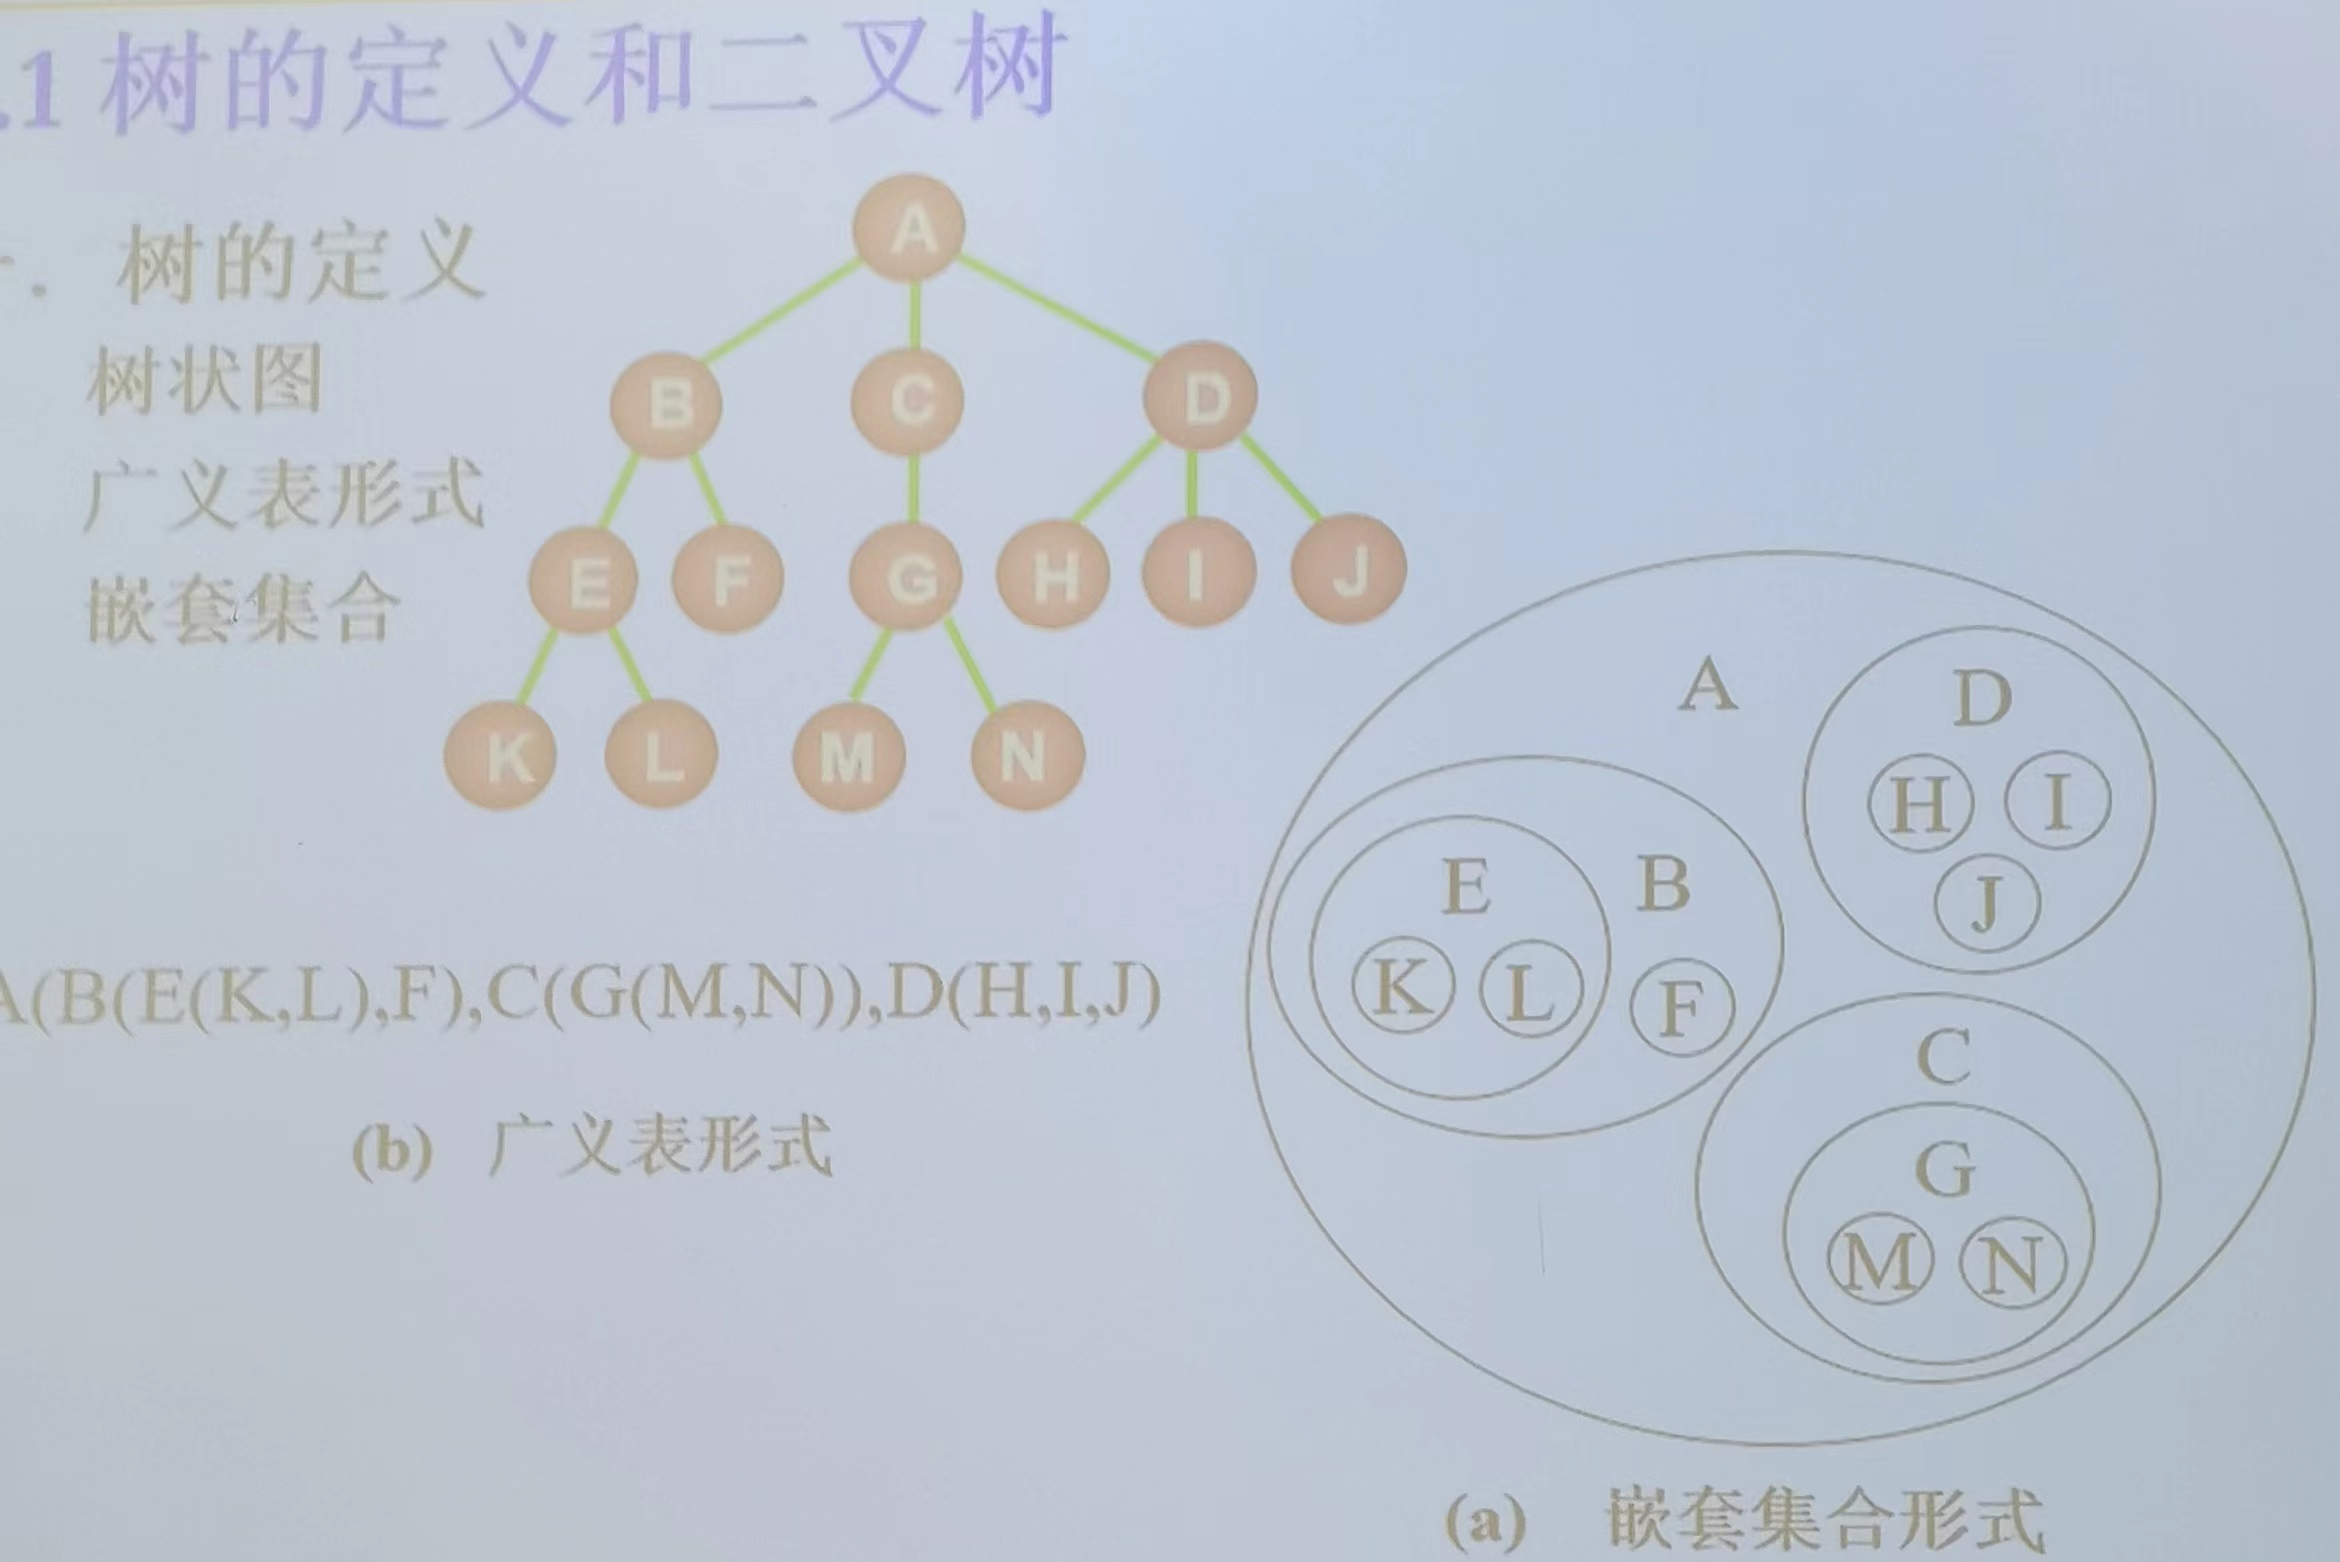 .1 树的定义和二叉树
. 树的定义
树状图
广义表形式
嵌套集合
A
B C D
E F G H I J
K L M N
A(B(E(K,L),F),C(G(M,N)),D(H,I,J)
(b) 广义表形式
A
D
H I
J
E B
K L F
C
G
M N
(a) 嵌套集合形式